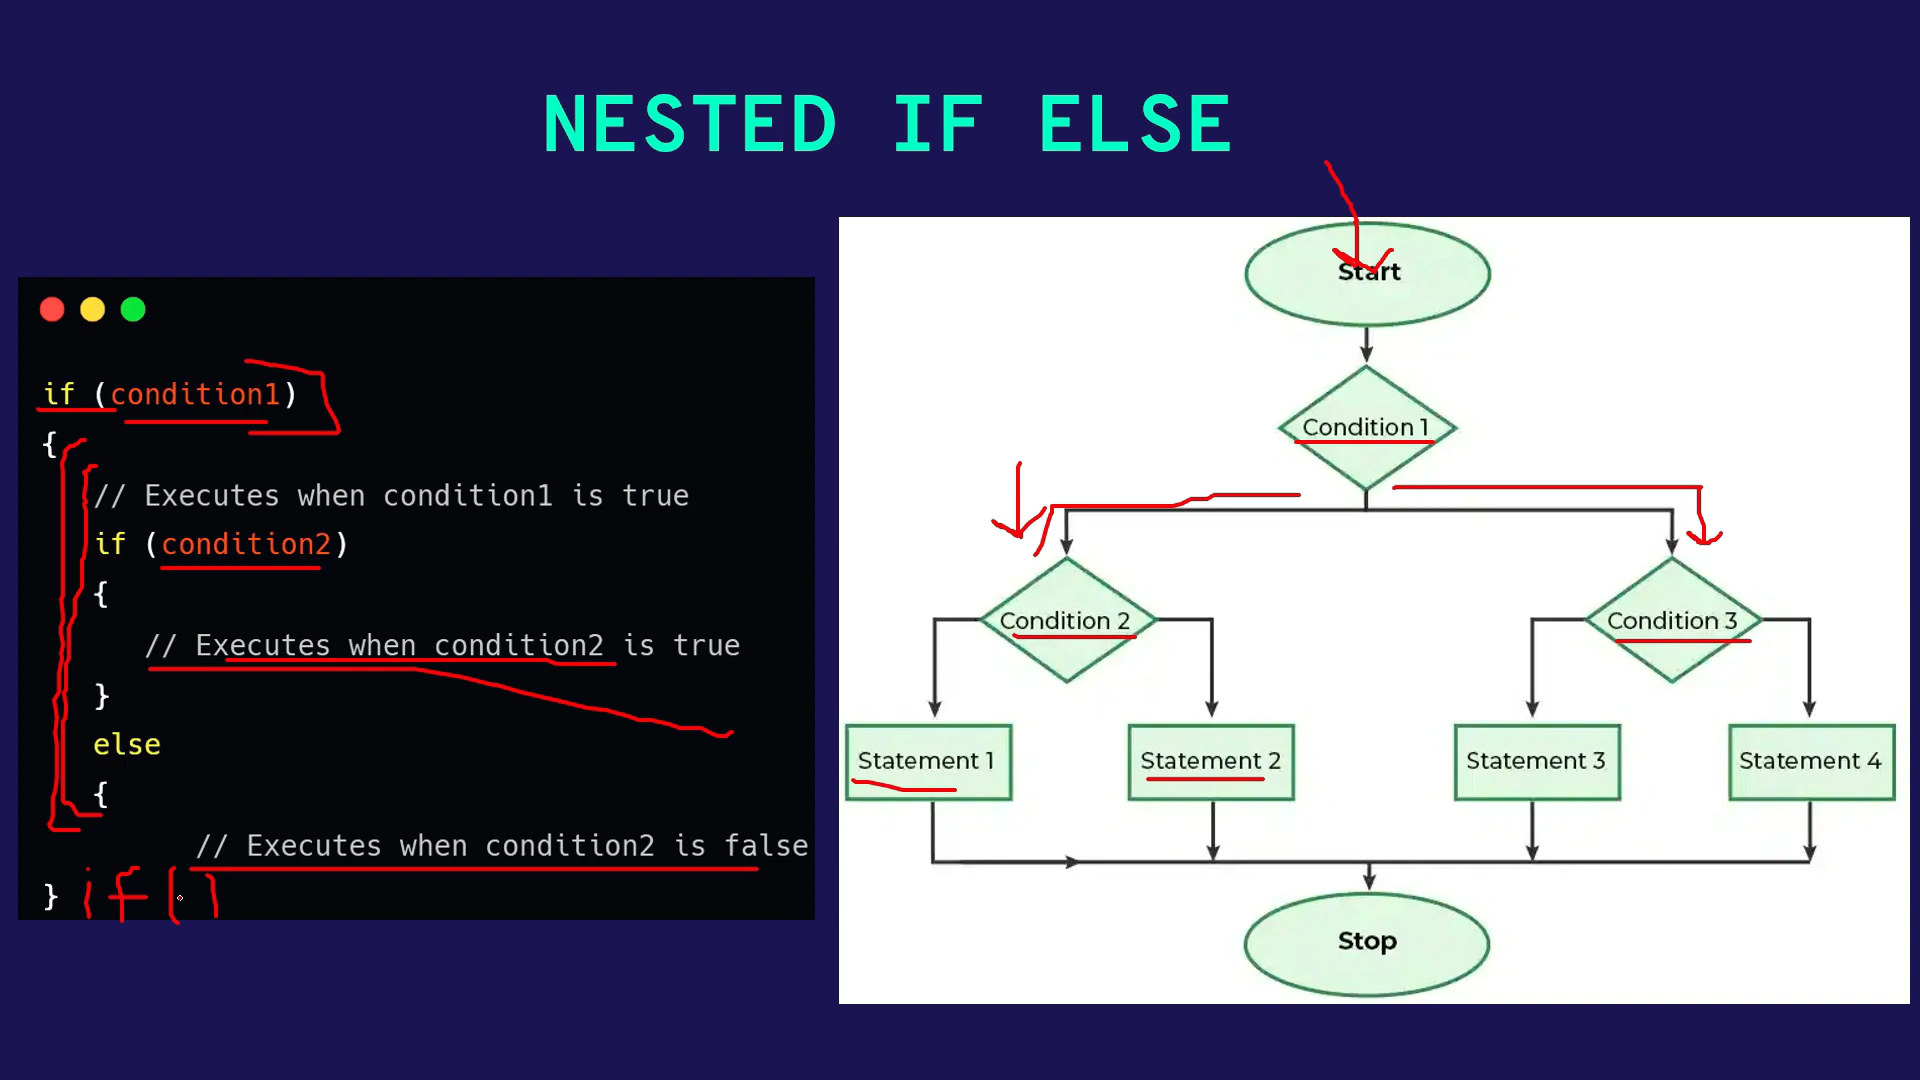 NESTED IF ELSE
if (condition1)
{
// Executes when condition1 is true
if (condition2)
{
// Executes when condition2 is true
}
else
{
// Executes when condition2 is false
}
if()
Start
Condition 1
Condition 2
Condition 3
Statement 1
Statement 2
Statement 3
Statement 4
Stop